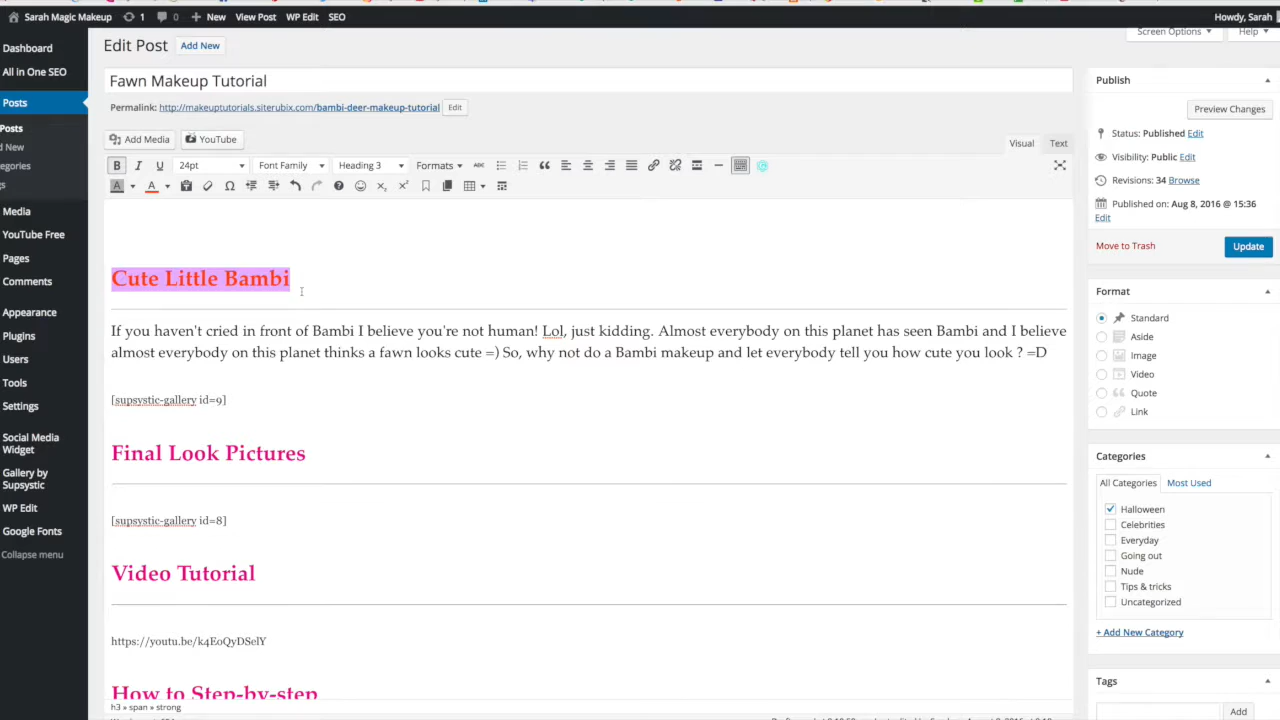 Sarah Magic Makeup 1 0 New View Post WP Edit SEO Howdy, Sarah
Screen Options Help
Dashboard
All in One SEO
Posts
Posts
d New
egories
gs
Media
YouTube Free
Pages
Comments
Appearance
Plugins
Users
Tools
Settings
Social Media
Widget
Gallery by
Supsystic
WP Edit
Google Fonts
Collapse menu
Edit Post Add New
Fawn Makeup Tutorial
Permalink: http://makeuptutorials.siterubix.com/bambi-deer-makeup-tutorial Edit
Add Media YouTube
Visual Text
B I U 24pt Font Family Heading 3 Formats ABC
A A
Cute Little Bambi
If you haven't cried in front of Bambi I believe you're not human! Lol, just kidding. Almost everybody on this planet has seen Bambi and I believe
almost everybody on this planet thinks a fawn looks cute =) So, why not do a Bambi makeup and let everybody tell you how cute you look ? =D
[supsystic-gallery id=9]
Final Look Pictures
[supsystic-gallery id=8]
Video Tutorial
https://youtu.be/k4EoQyDSelY
How to Step-by-step
h3 » span » strong
Publish
Preview Changes
Status: Published Edit
Visibility: Public Edit
Revisions: 34 Browse
Published on: Aug 8, 2016 @ 15:36
Edit
Move to Trash Update
Format
Standard
Aside
Image
Video
Quote
Link
Categories
All Categories Most Used
Halloween
Celebrities
Everyday
Going out
Nude
Tips & tricks
Uncategorized
+ Add New Category
Tags
Add